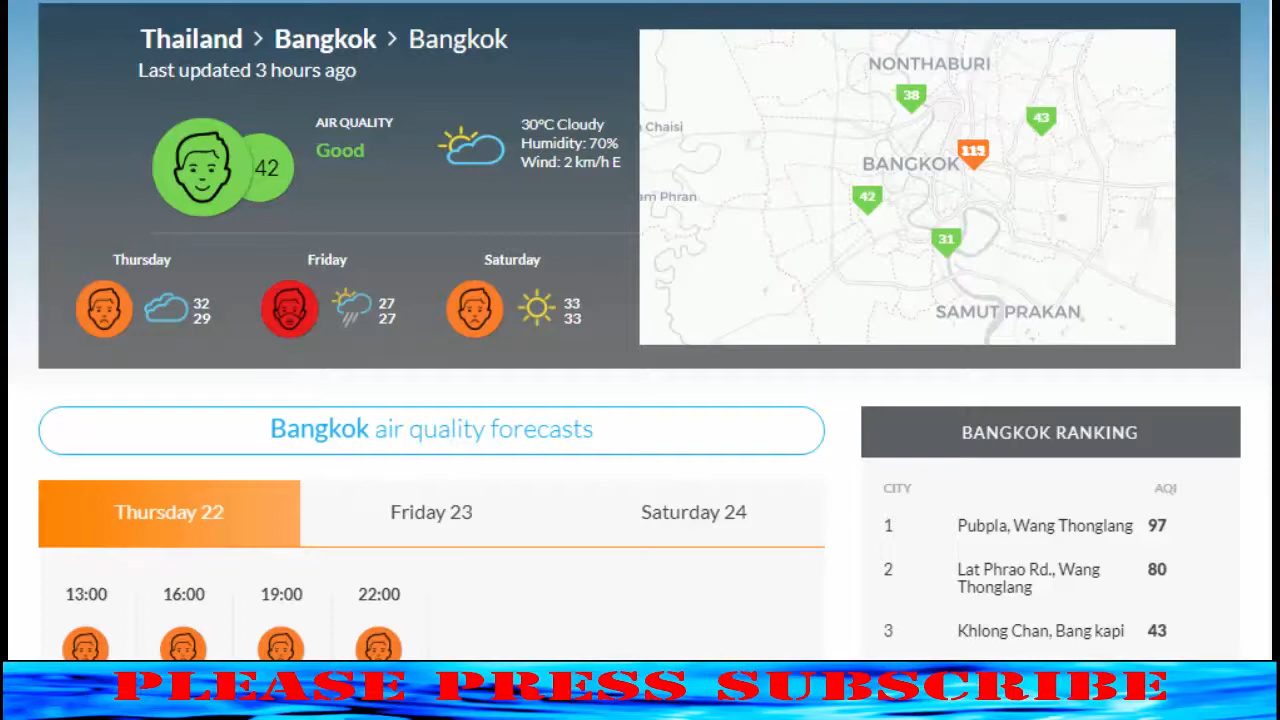 Thailand > Bangkok > Bangkok
Last updated 3 hours ago
AIR QUALITY
Good
42
30°C Cloudy
Humidity: 70%
Wind: 2 km/h E
Thursday
32
29
Friday
27
27
Saturday
33
33
NONTHABURI
38
43
Chaisi
BANGKOK
am Phran
42
31
SAMUT PRAKAN
Bangkok air quality forecasts
Thursday 22
Friday 23
Saturday 24
13:00
16:00
19:00
22:00
BANGKOK RANKING
CITY AQI
1 Pubpla, Wang Thonglang 97
2 Lat Phrao Rd., Wang Thonglang 80
3 Khlong Chan, Bang kapi 43
PLEASE PRESS SUBSCRIBE